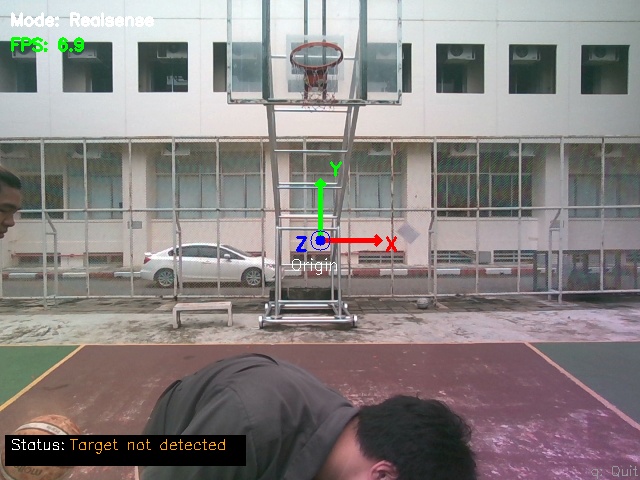 Mode: Realsense
FPS: 6.9
Y
Z
X
Origin
Status: Target not detected
q: Quit